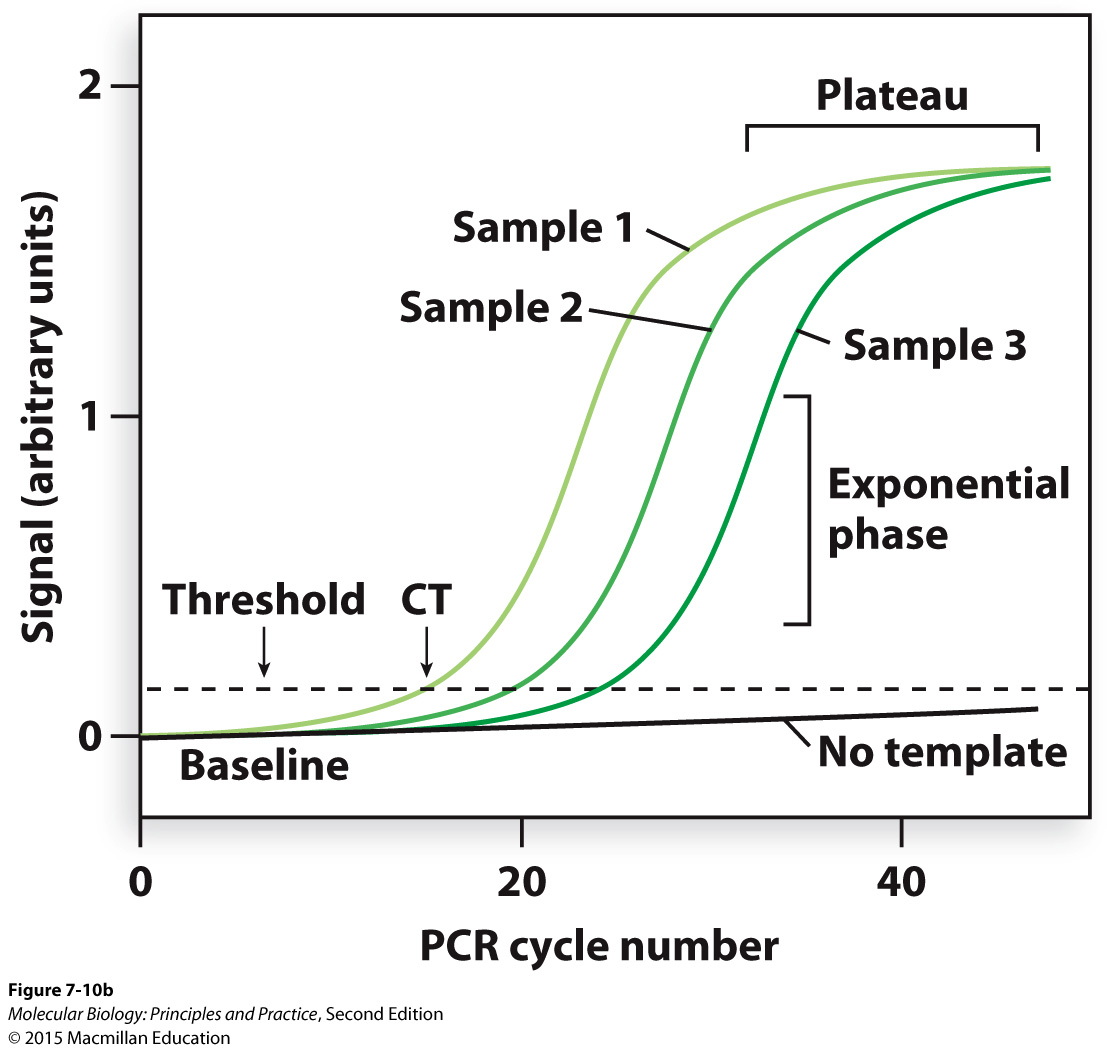 2
Plateau
Sample 1
Sample 2
Sample 3
1
Exponential
phase
Threshold
CT
0
Baseline
No template
Signal (arbitrary units)
0
20
40
PCR cycle number
Figure 7-10b
Molecular Biology: Principles and Practice, Second Edition
© 2015 Macmillan Education